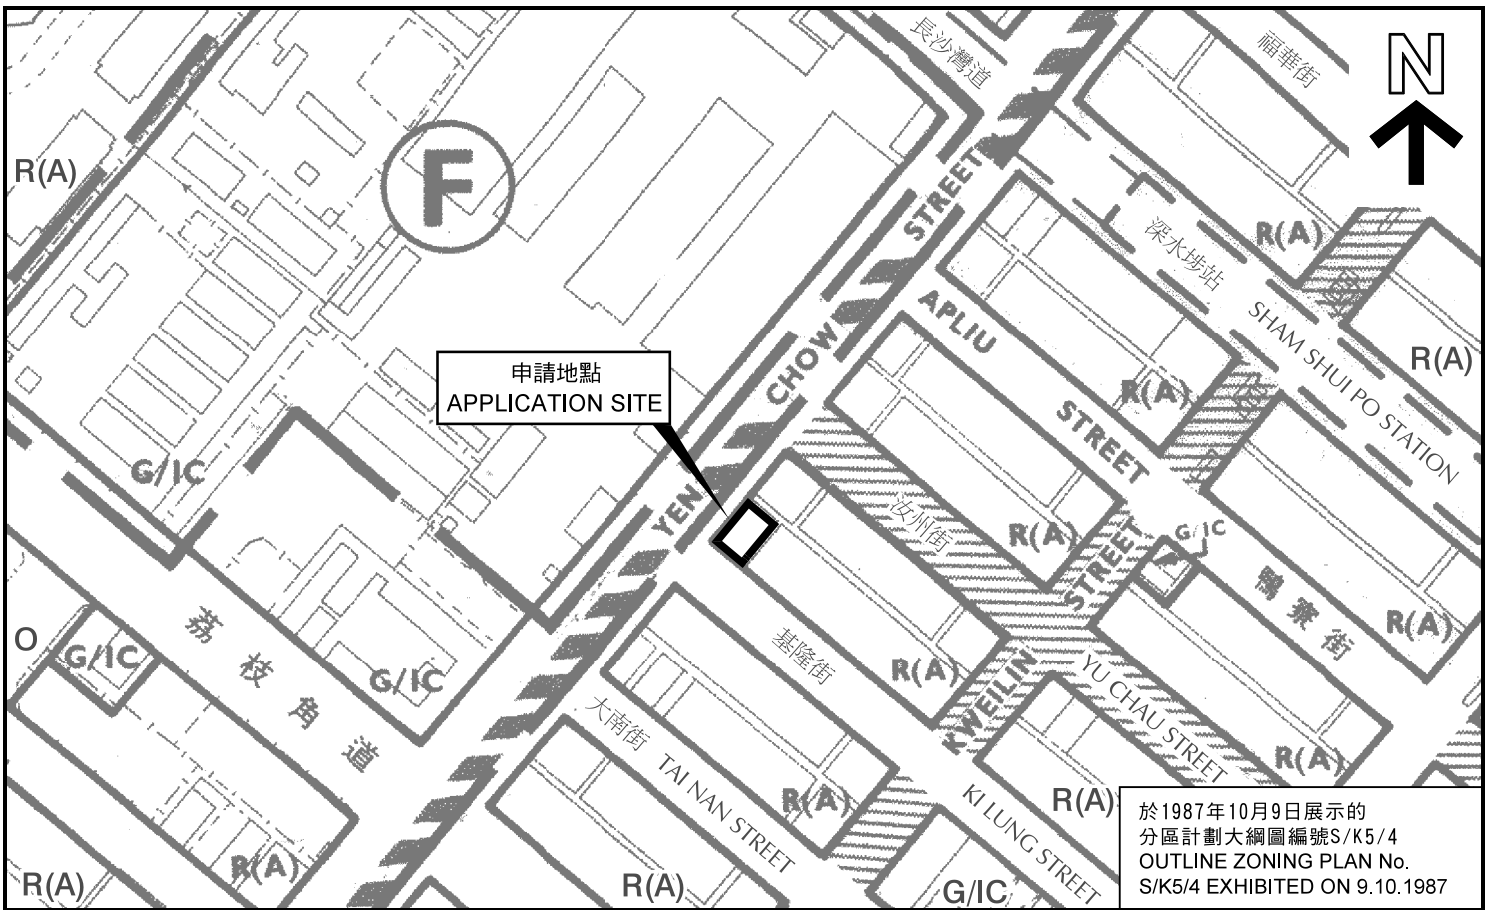 長沙灣道
福華街
N
R(A)
F
STREET
深水埗站
R(A)
SHAM SHUI PO STATION
R(A)
APLIU
STREET
R(A)
CHOW
申請地點
APPLICATION SITE
YEN
G/IC
汝州街
R(A)
STREET
G/IC
鴨寮街
R(A)
荔枝角道
O
G/IC
G/IC
基隆街
R(A)
KWEILIN
YU CHAU STREET
R(A)
大南街
TAI NAN STREET
R(A)
KI LUNG STREET
R(A)
R(A)
R(A)
R(A)
G/IC
於1987年10月9日展示的
分區計劃大綱圖編號S/K5/4
OUTLINE ZONING PLAN No.
S/K5/4 EXHIBITED ON 9.10.1987